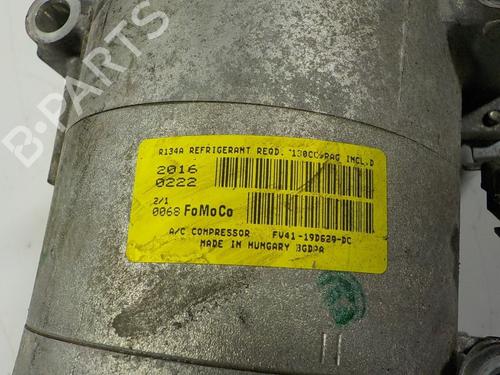 B-PARTS
R134A REFRIGERANT REQD. 130CC PAG INCL.D
2016
0222
2/1
0068 FoMoCo
A/C COMPRESSOR FV41-19D629-DC
MADE IN HUNGARY BGDPA